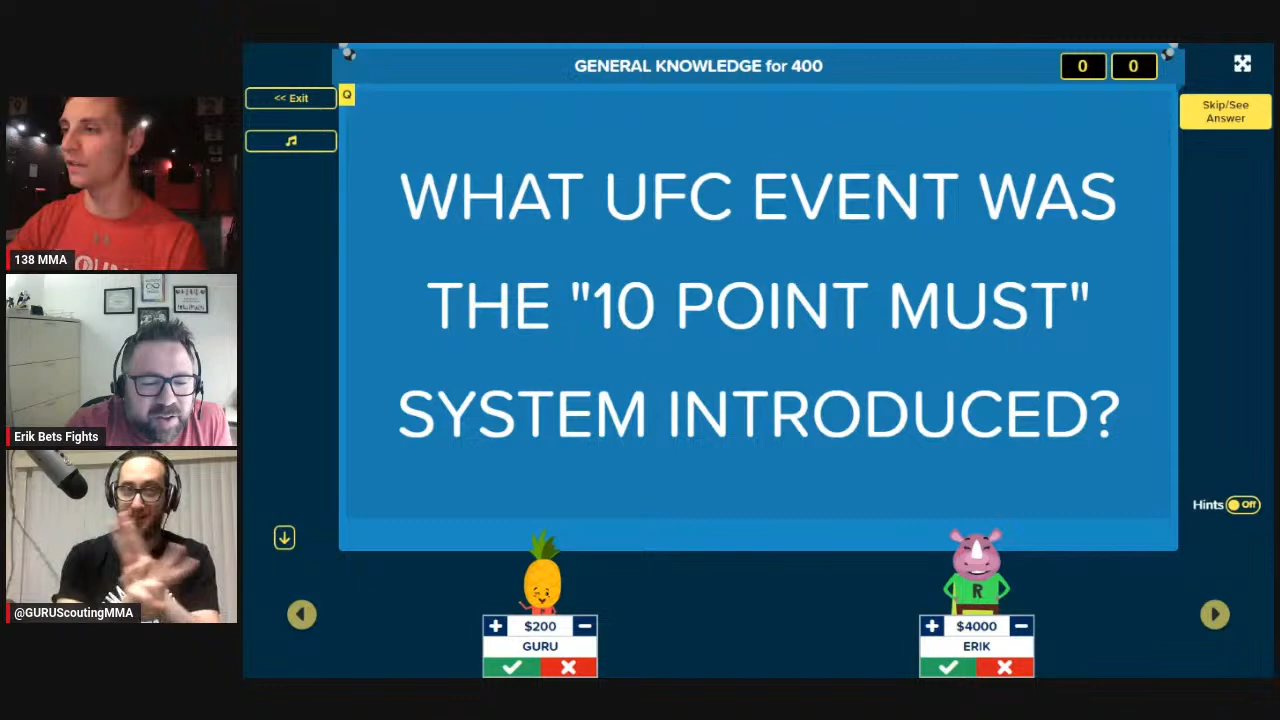 GENERAL KNOWLEDGE for 400
0 0
<< Exit
Q
Skip/See
Answer
WHAT UFC EVENT WAS
THE "10 POINT MUST"
SYSTEM INTRODUCED?
138 MMA
Erik Bets Fights
@GURUScoutingMMA
Hints Off
R
$200
GURU
$4000
ERIK